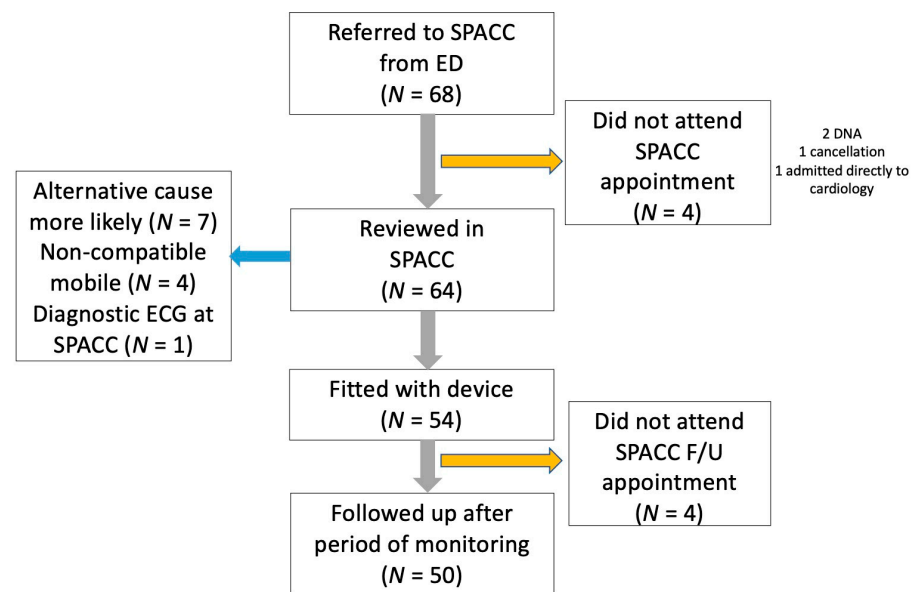 Referred to SPACC
from ED
(N = 68)
Did not attend
SPACC
appointment
(N = 4)
2 DNA
1 cancellation
1 admitted directly to
cardiology
Alternative cause
more likely (N = 7)
Non-compatible
mobile (N = 4)
Diagnostic ECG at
SPACC (N = 1)
Reviewed in
SPACC
(N = 64)
Fitted with device
(N = 54)
Did not attend
SPACC F/U
appointment
(N = 4)
Followed up after
period of monitoring
(N = 50)